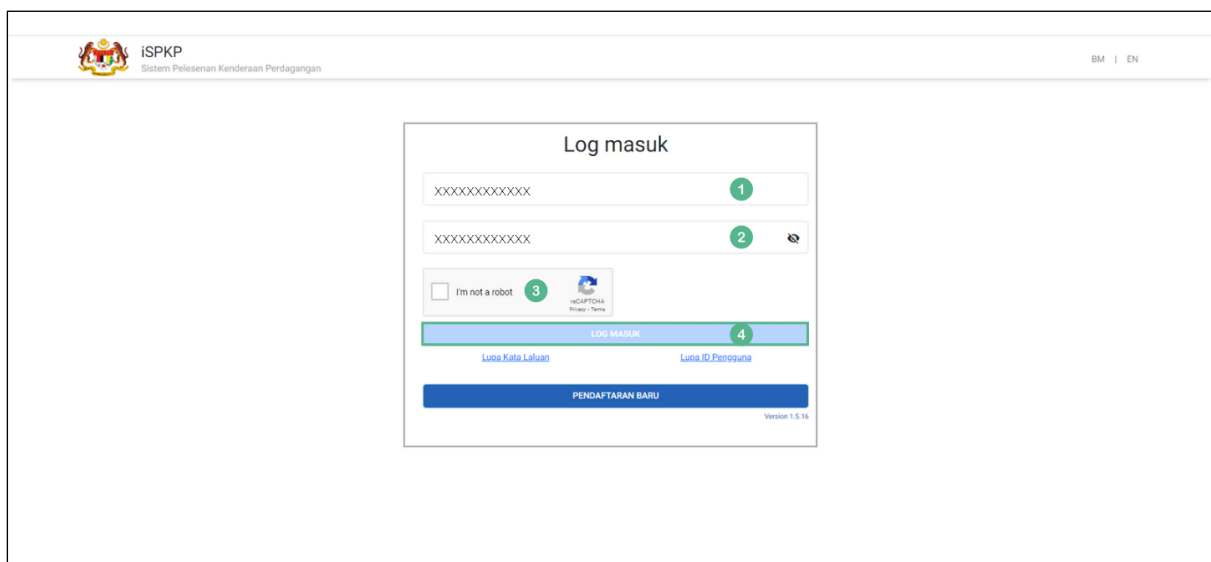 iSPKP
Sistem Pelesenan Kenderaan Perdagangan
BM | EN
Log masuk
XXXXXXXXXXXX 1
XXXXXXXXXXXX 2
I'm not a robot 3
reCAPTCHA
Privacy - Terms
LOG MASUK 4
Lupa Kata Laluan Lupa ID Pengguna
PENDAFTARAN BARU
Version 1.5.16